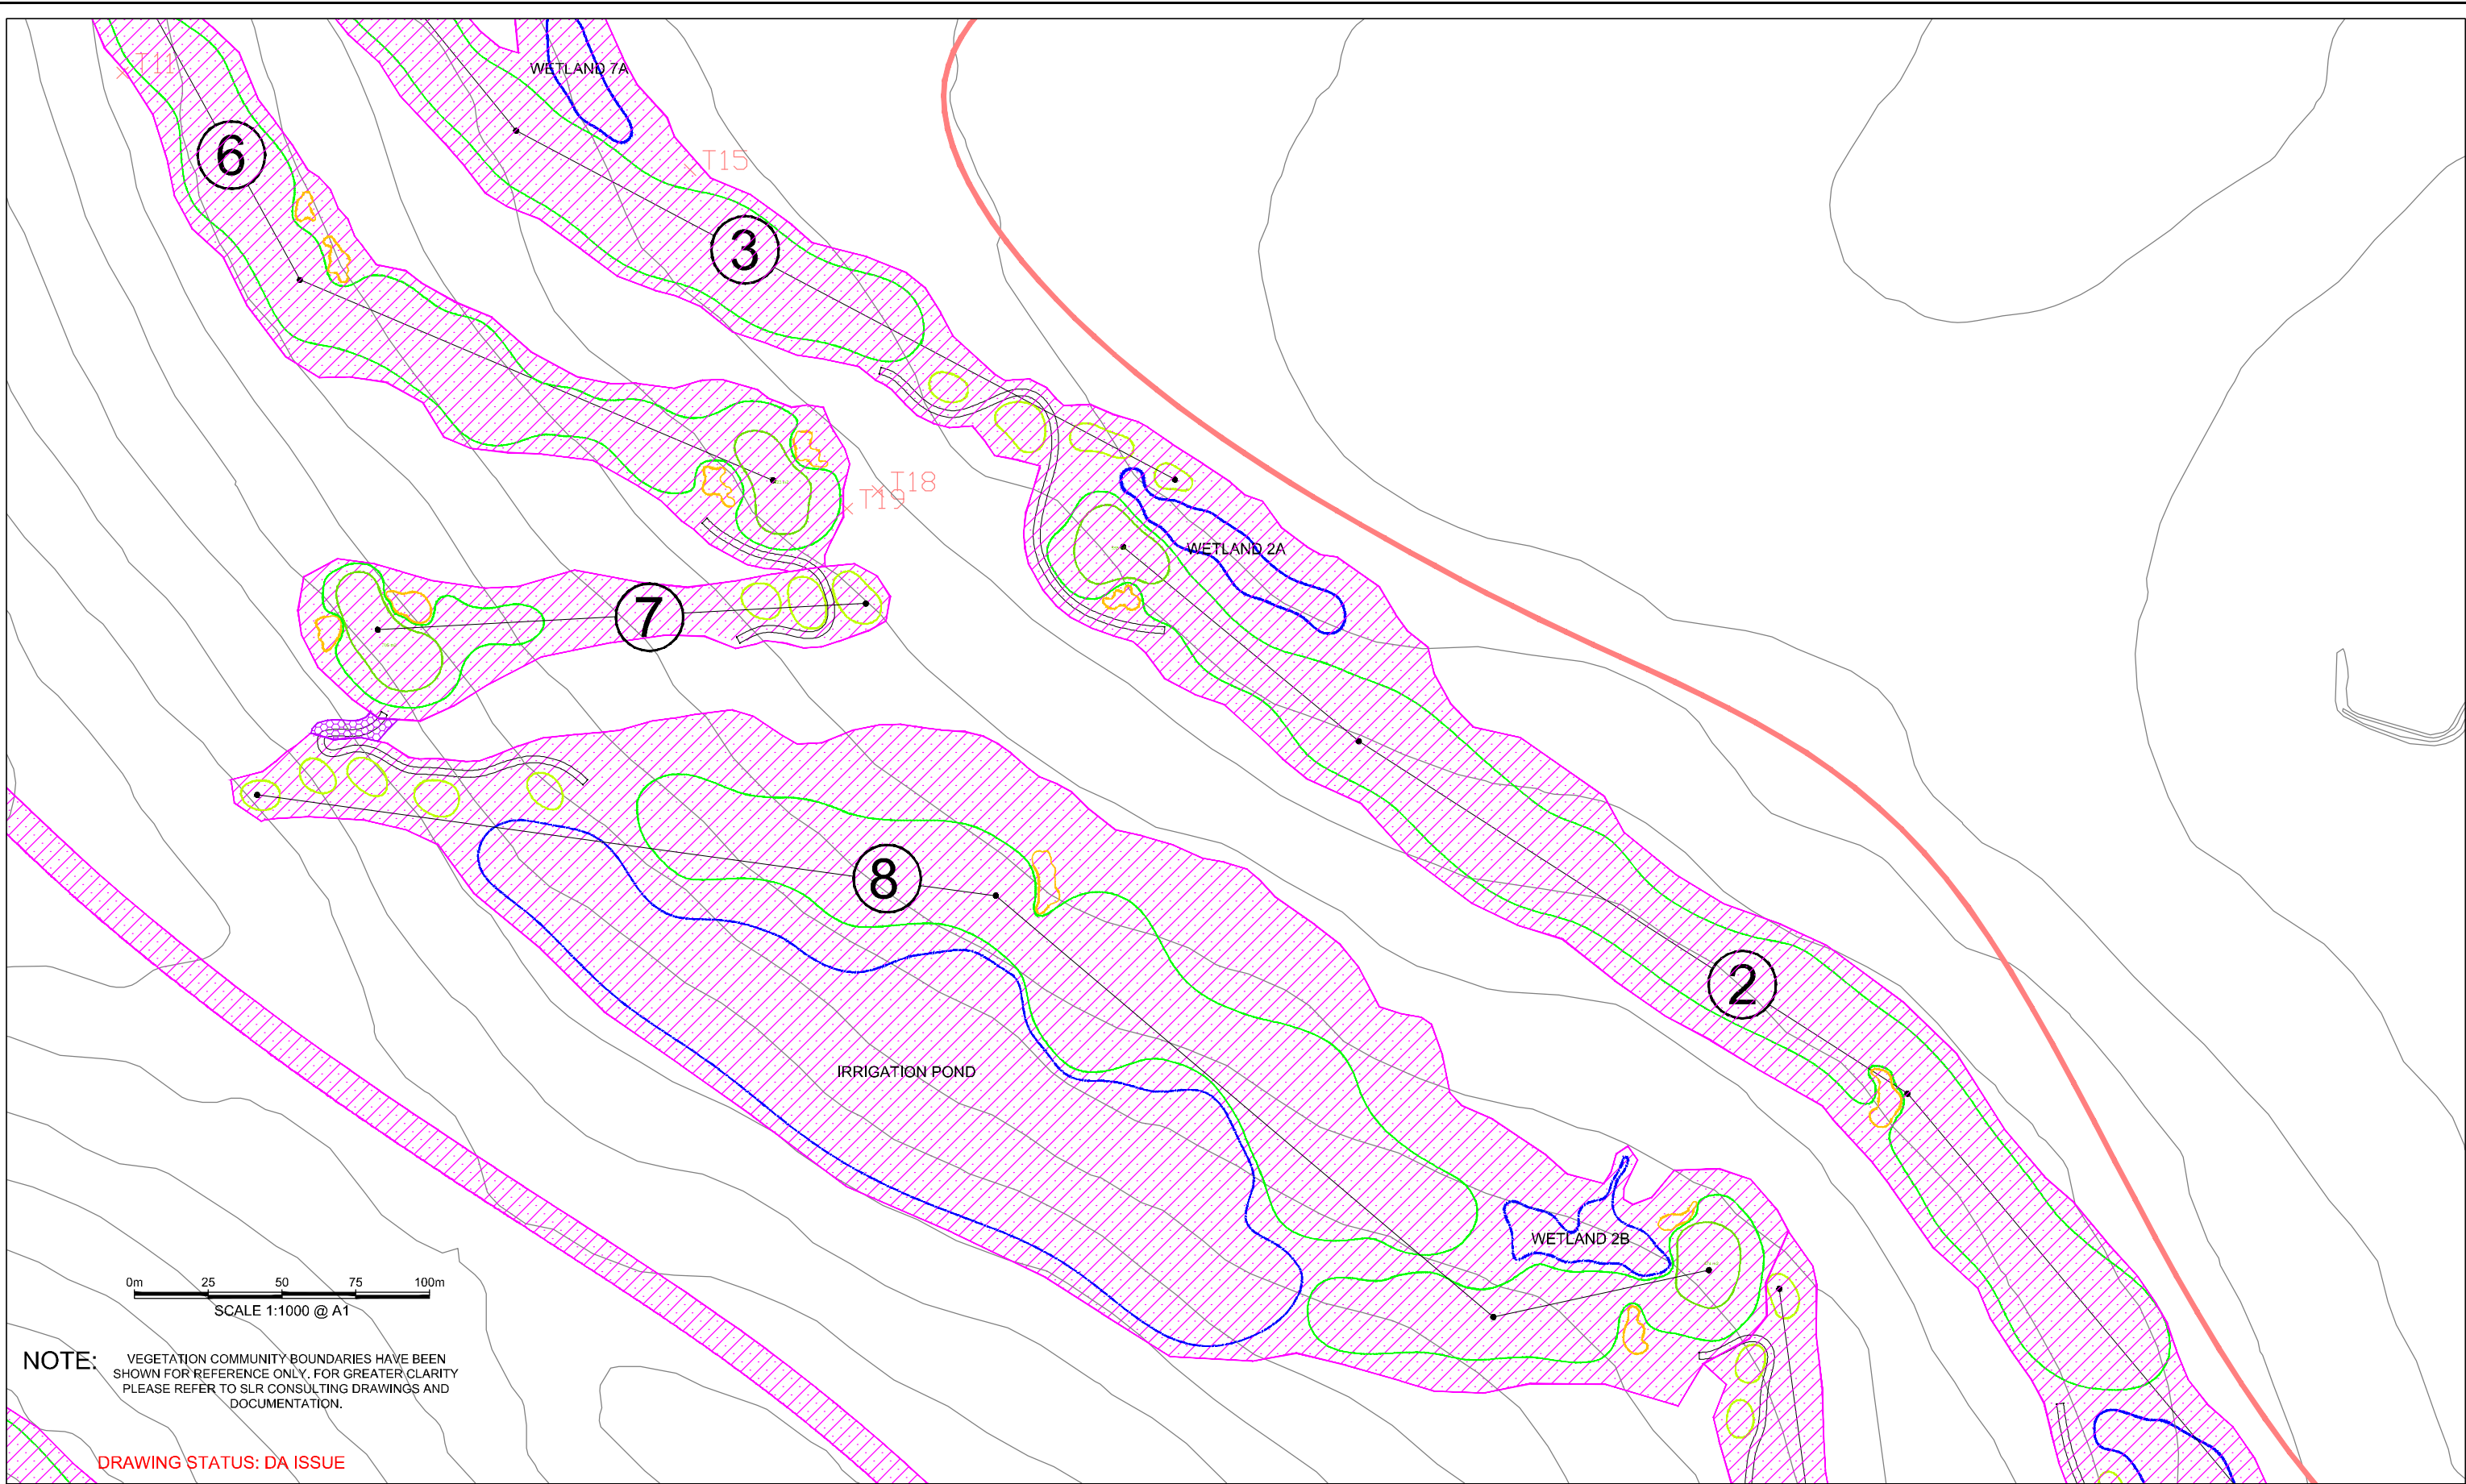 WETLAND 7A
T11
6
T15
3
T18
T19
WETLAND 2A
7
8
2
IRRIGATION POND
WETLAND 2B
0m 25 50 75 100m
SCALE 1:1000 @ A1
NOTE: VEGETATION COMMUNITY BOUNDARIES HAVE BEEN
SHOWN FOR REFERENCE ONLY. FOR GREATER CLARITY
PLEASE REFER TO SLR CONSULTING DRAWINGS AND
DOCUMENTATION.
DRAWING STATUS: DA ISSUE